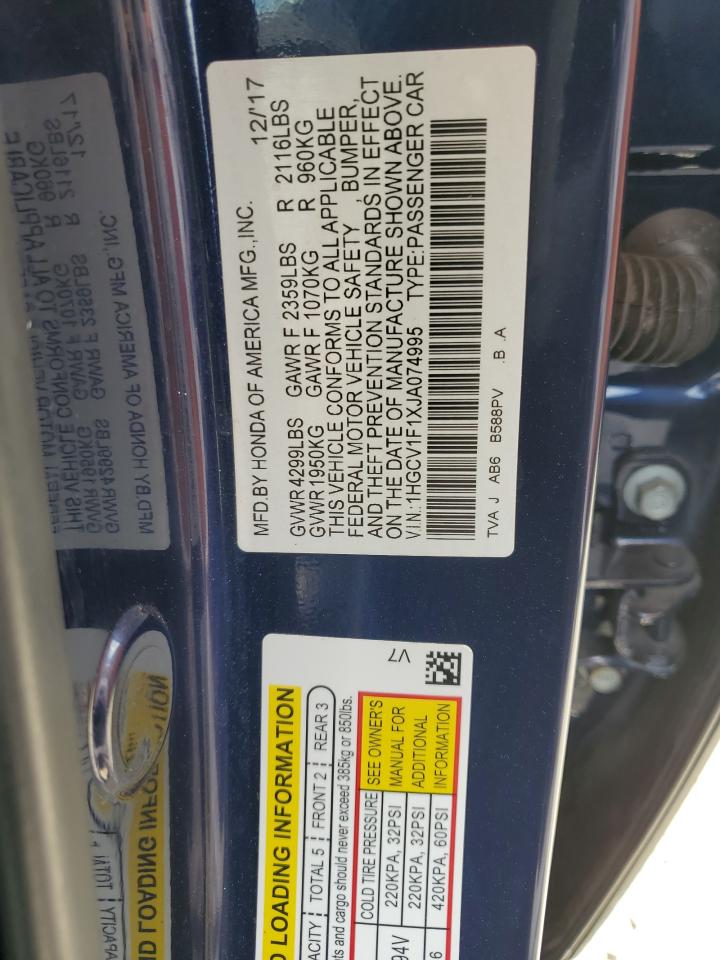 MFD.BY HONDA OF AMERICA MFG.,INC. 12/'17
GVWR 4299LBS GAWR F 2359LBS R 2116LBS
GVWR 1950KG GAWR F 1070KG R 960KG
THIS VEHICLE CONFORMS TO ALL APPLICABLE
FEDERAL MOTOR VEHICLE SAFETY , BUMPER,
AND THEFT PREVENTION STANDARDS IN EFFECT
ON THE DATE OF MANUFACTURE SHOWN ABOVE.
V.I.N.:1HGCV1F1XJA074995 TYPE:PASSENGER CAR
TVA J AB6 B588PV .B .A
LOADING INFORMATION
TOTAL 5 FRONT 2 REAR 3
and cargo should never exceed 385kg or 850lbs.
COLD TIRE PRESSURE SEE OWNER'S
94V 220KPA, 32PSI MANUAL FOR
220KPA, 32PSI ADDITIONAL
420KPA, 60PSI INFORMATION
V7